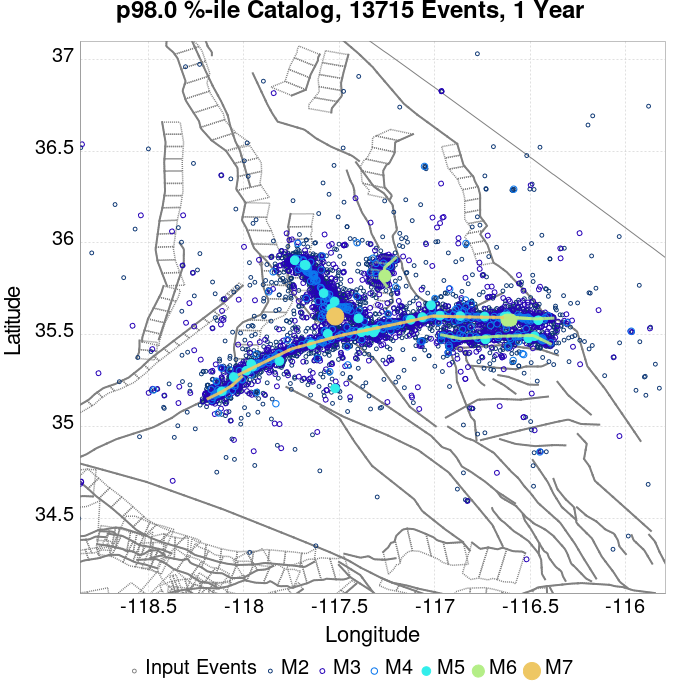 p98.0 %-ile Catalog, 13715 Events, 1 Year
37
36.5
36
35.5
35
34.5
Latitude
-118.5 -118 -117.5 -117 -116.5 -116
Longitude
Input Events M2 M3 M4 M5 M6 M7